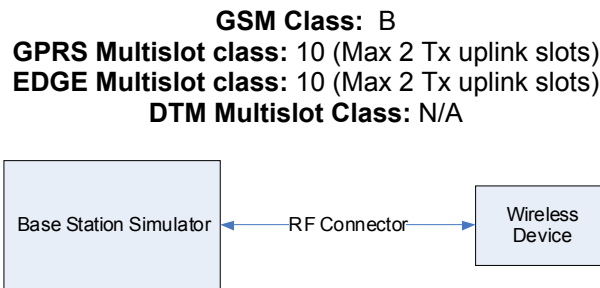 GSM Class: B
GPRS Multislot class: 10 (Max 2 Tx uplink slots)
EDGE Multislot class: 10 (Max 2 Tx uplink slots)
DTM Multislot Class: N/A
Base Station Simulator
RF Connector
Wireless
Device